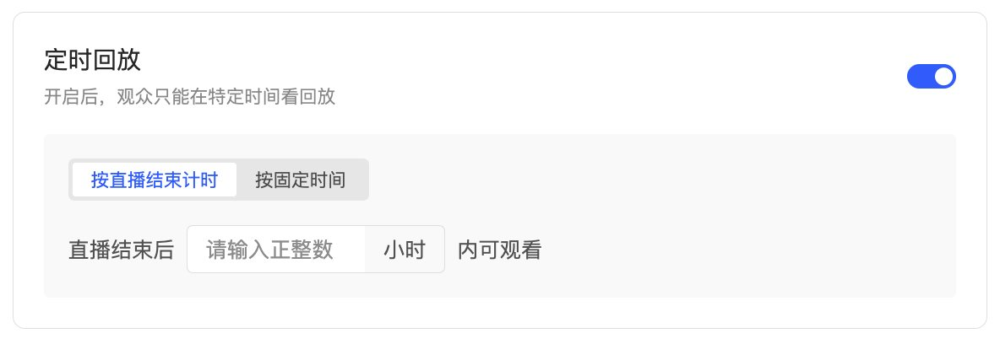 定时回放
开启后，观众只能在特定时间看回放
按直播结束计时 按固定时间
直播结束后 请输入正整数 小时 内可观看